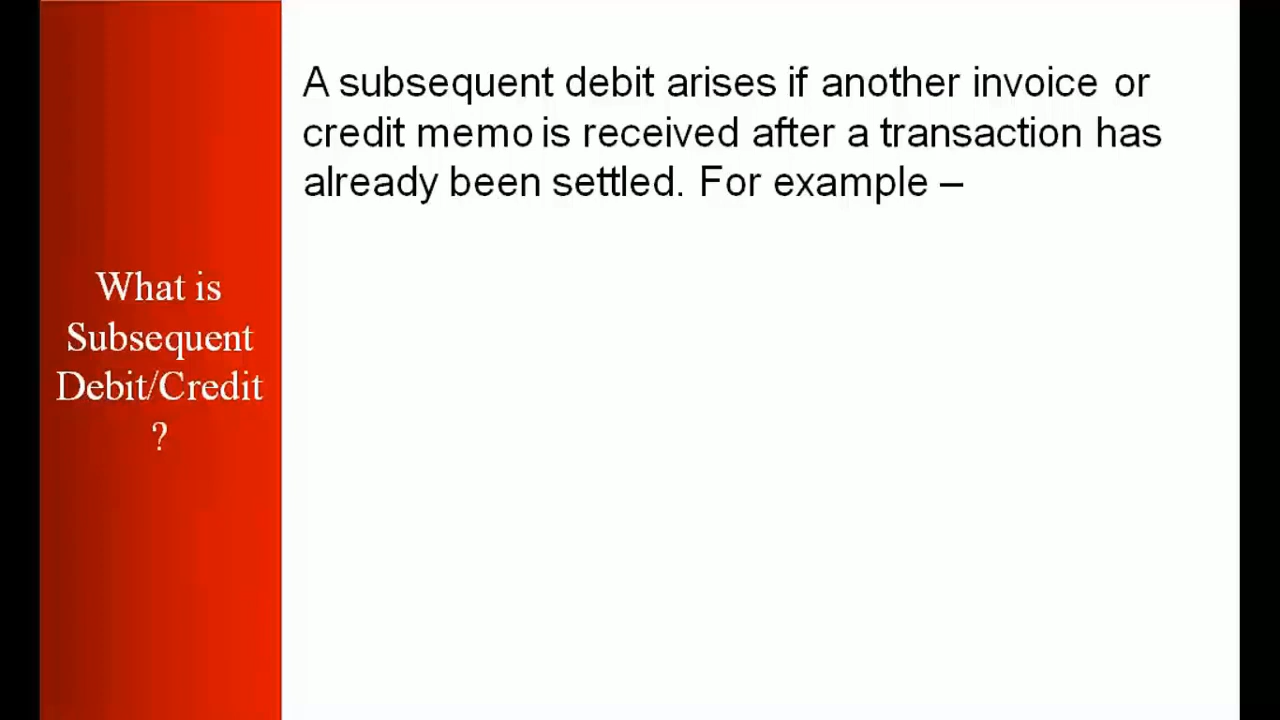 What is
Subsequent
Debit/Credit
?
A subsequent debit arises if another invoice or
credit memo is received after a transaction has
already been settled. For example –